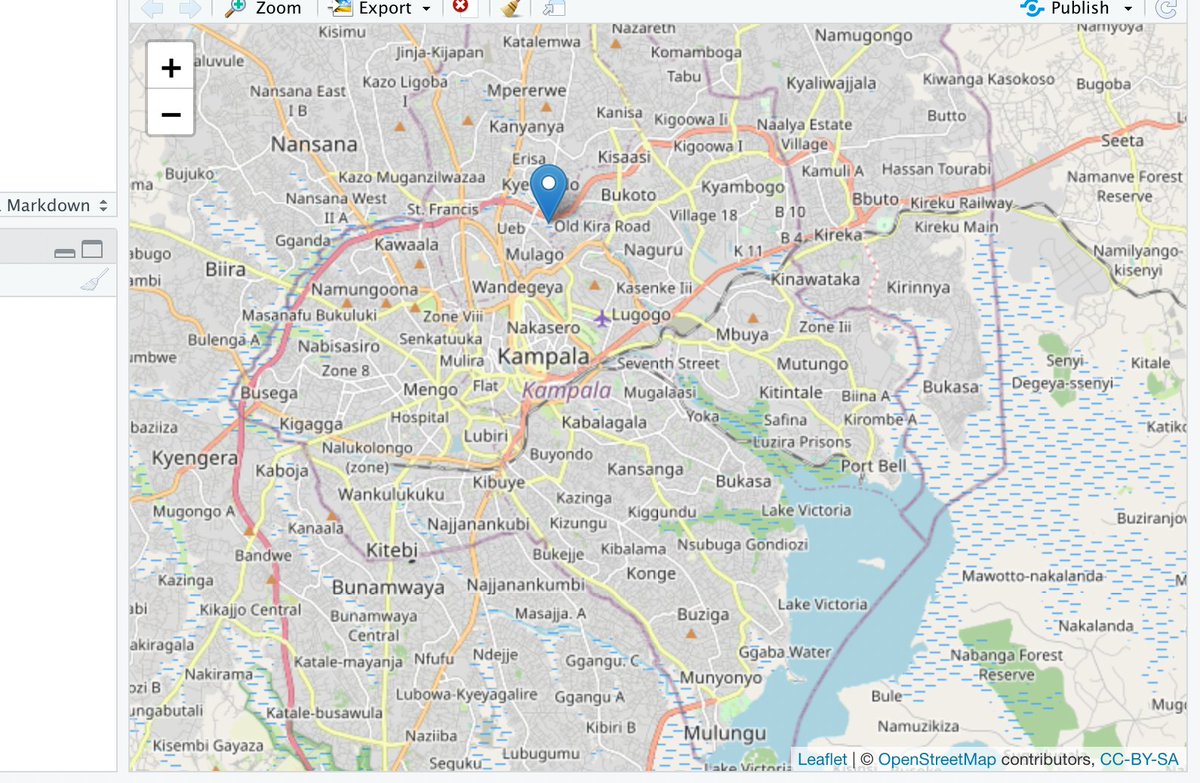 Zoom
Export
Publish
Kisimu
Katalemwa
Nazareth
Namugongo
Namyoya
Jinja-Kijapan
Komamboga
aluvule
Kazo Ligoba
I
Tabu
Kyaliwajjala
Kiwanga Kasokoso
Bugoba
Nansana East
I B
Mpererwe
Kanyanya
Kanisa
Kigoowa Ii
Naalya Estate
Village
Butto
Seeta
Nansana
Erisa
Kisaasi
Kigoowa I
Bujuko
Kazo Muganzilwazaa
Kamuli A
Hassan Tourabi
Namanve Forest
Reserve
ma
Nansana West
II A
St. Francis
Bukoto
Kyambogo
Bbuto
Kireku Railway
Markdown
Ueb
Old Kira Road
Village 18
B 10
Kireku Main
Gganda
Kawaala
Mulago
Naguru
K 11
B 4
Kireka
abugo
Biira
Namilyango-
kisenyi
mbi
Namungoona
Wandegeya
Kasenke Iii
Kinawataka
Kirinnya
Masanafu Bukuluki
Zone Viii
Nakasero
Lugogo
Mbuya
Zone Iii
Bulenga A
Nabisasiro
Senkatuuka
umbwe
Zone 8
Mulira
Kampala
Seventh Street
Mutungo
Senyi
Kitale
Busega
Mengo
Flat
Kampala
Mugalaasi
Kitintale
Biina A
Bukasa
Degeya-ssenyi
baziiza
Kigagga
Hospital
Kabalagala
Yoka
Safina
Kirombe A
Katik
Kyengera
Nalukolongo
(zone)
Lubiri
Luzira Prisons
Kaboja
Buyondo
Kansanga
Port Bell
Wankulukuku
Kibuye
Bukasa
Mugongo A
Kazinga
Kiggundu
Lake Victoria
Kanaala
Najjanankubi
Kizungu
Buziranjov
Bandwe
Kitebi
Bukejje
Kibalama
Nsubuga Gondiozi
Kazinga
Bunamwaya
Najjanankumbi
Konge
Mawotto-nakalanda
abi
Kikajjo Central
Bunamwaya
Central
Masajja. A
Buziga
Lake Victoria
Nakalanda
akiragala
Katale-mayanja
Nfufu
Ndejje
Ggangu. C
Ggaba Water
Nabanga Forest
Reserve
Nakirama
ozi B
Lubowa-Kyeyagalire
Ggangu A
Munyonyo
Bule
ungabutali
Katale-busawula
Kibiri B
Mulungu
Namuzikiza
Kisembi Gayaza
Naziiba
Lubugumu
Seguku
Lake Victoria
Leaflet | © OpenStreetMap contributors, CC-BY-SA